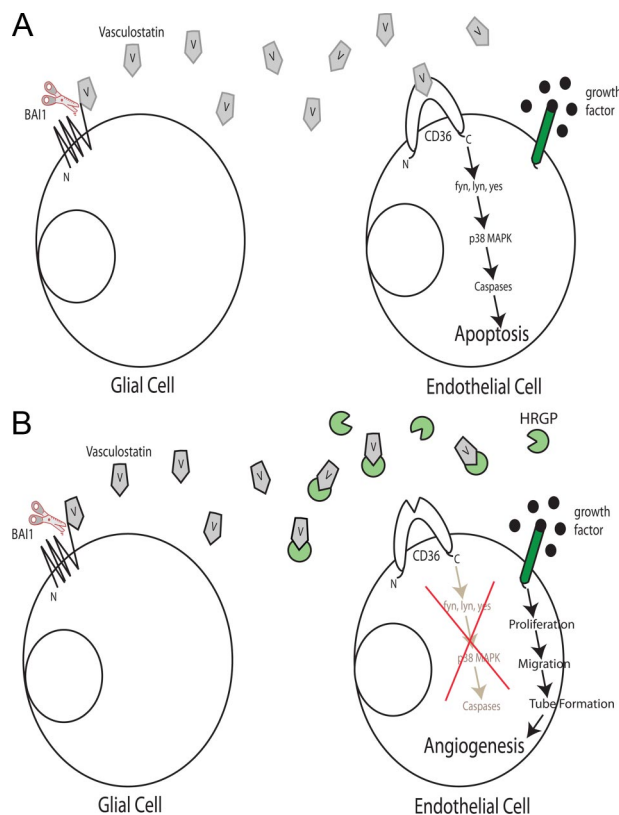 A
Vasculostatin
V
V
V
V
V
V
V
V
V
V
BAI1
N
CD36
N
C
growth
factor
fyn, lyn, yes
p38 MAPK
Caspases
Apoptosis
Glial Cell
Endothelial Cell
B
HRGP
Vasculostatin
V
V
V
V
V
V
V
V
V
BAI1
N
CD36
N
C
growth
factor
fyn, lyn, yes
p38 MAPK
Caspases
Proliferation
Migration
Tube Formation
Angiogenesis
Glial Cell
Endothelial Cell